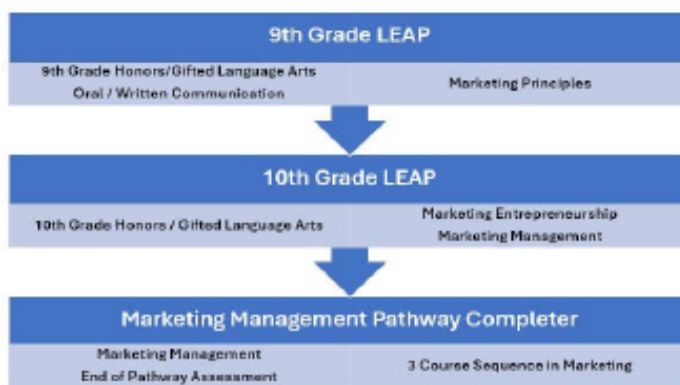 9th Grade LEAP
9th Grade Honors/Gifted Language Arts
Oral / Written Communication
Marketing Principles
10th Grade LEAP
10th Grade Honors / Gifted Language Arts
Marketing Entrepreneurship
Marketing Management
Marketing Management Pathway Completer
Marketing Management
End of Pathway Assessment
3 Course Sequence in Marketing